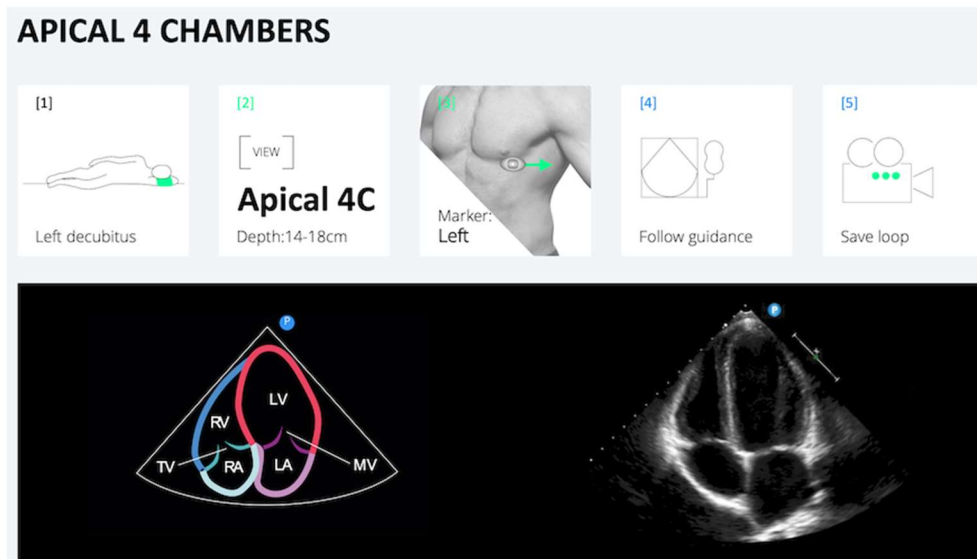 APICAL 4 CHAMBERS
[1]
Left decubitus
[2]
VIEW
Apical 4C
Depth:14-18cm
[3]
Marker:
Left
[4]
Follow guidance
[5]
Save loop
P
LV
RV
TV
RA
LA
MV
P